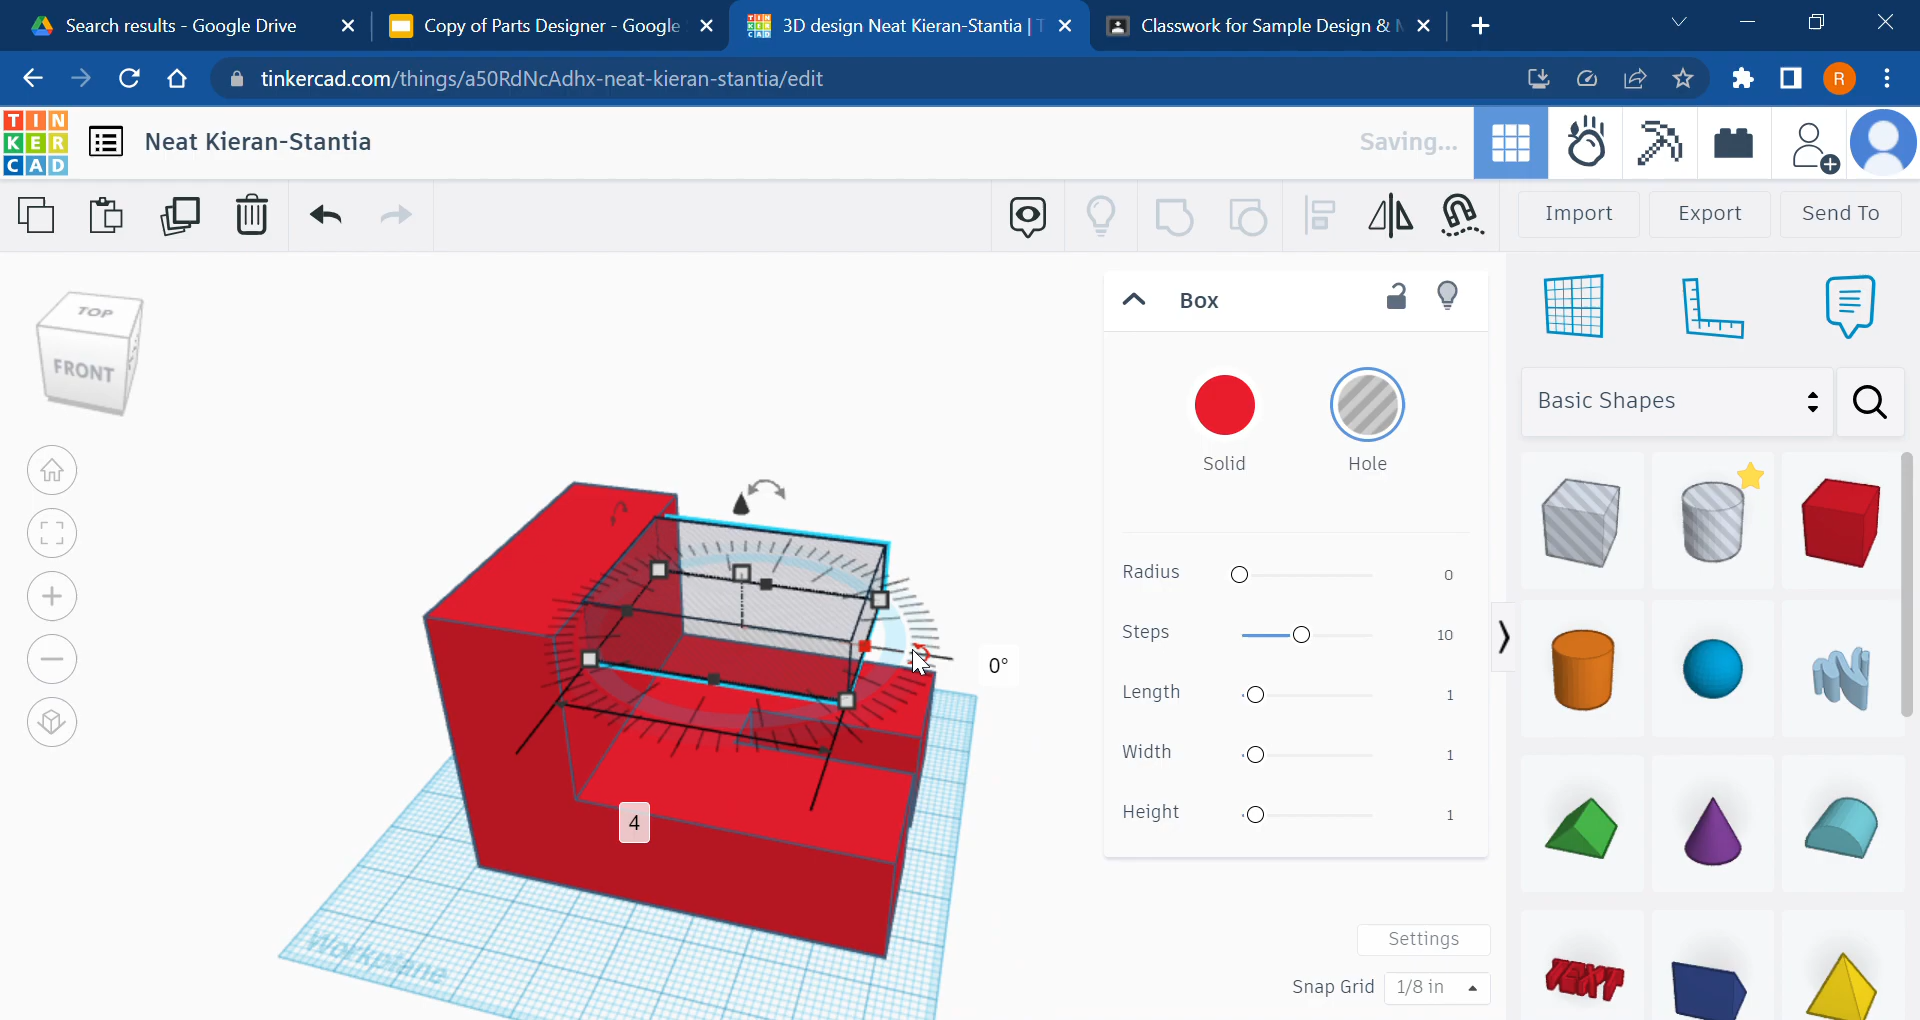 Search results - Google Drive
Copy of Parts Designer - Google
3D design Neat Kieran-Stantia |
Classwork for Sample Design &
tinkercad.com/things/a50RdNcAdhx-neat-kieran-stantia/edit
R
TIN
KER
CAD
Neat Kieran-Stantia
Saving...
Import
Export
Send To
TOP
FRONT
Box
Solid
Hole
Radius 0
Steps 10
Length 1
Width 1
Height 1
0°
4
Workplane
Settings
Snap Grid 1/8 in
Basic Shapes
TEXT